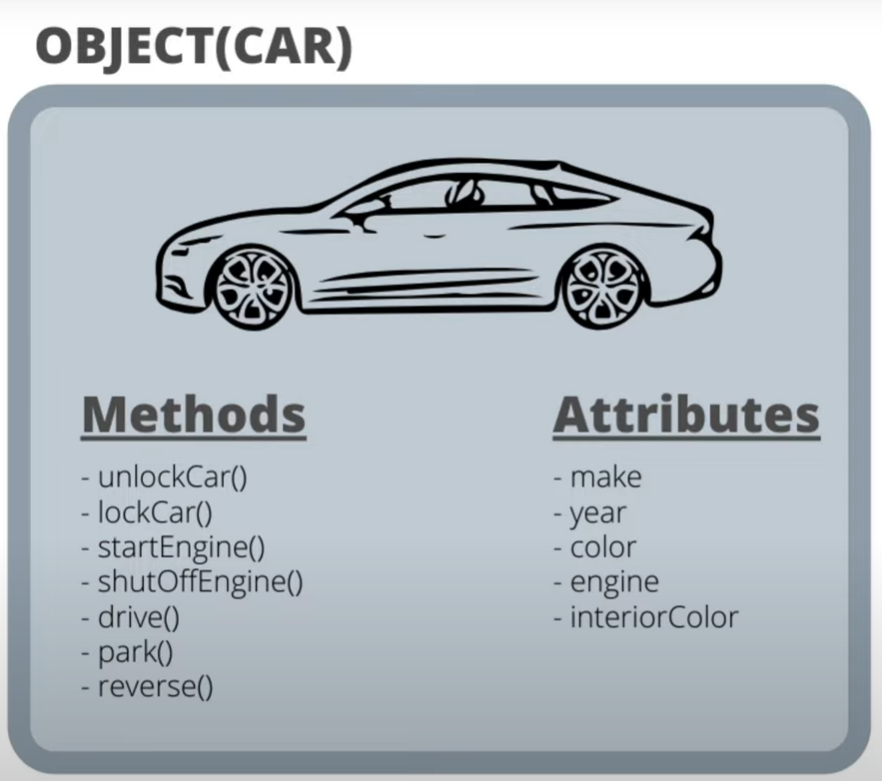 OBJECT(CAR)
Methods
- unlockCar()
- lockCar()
- startEngine()
- shutOffEngine()
- drive()
- park()
- reverse()
Attributes
- make
- year
- color
- engine
- interiorColor